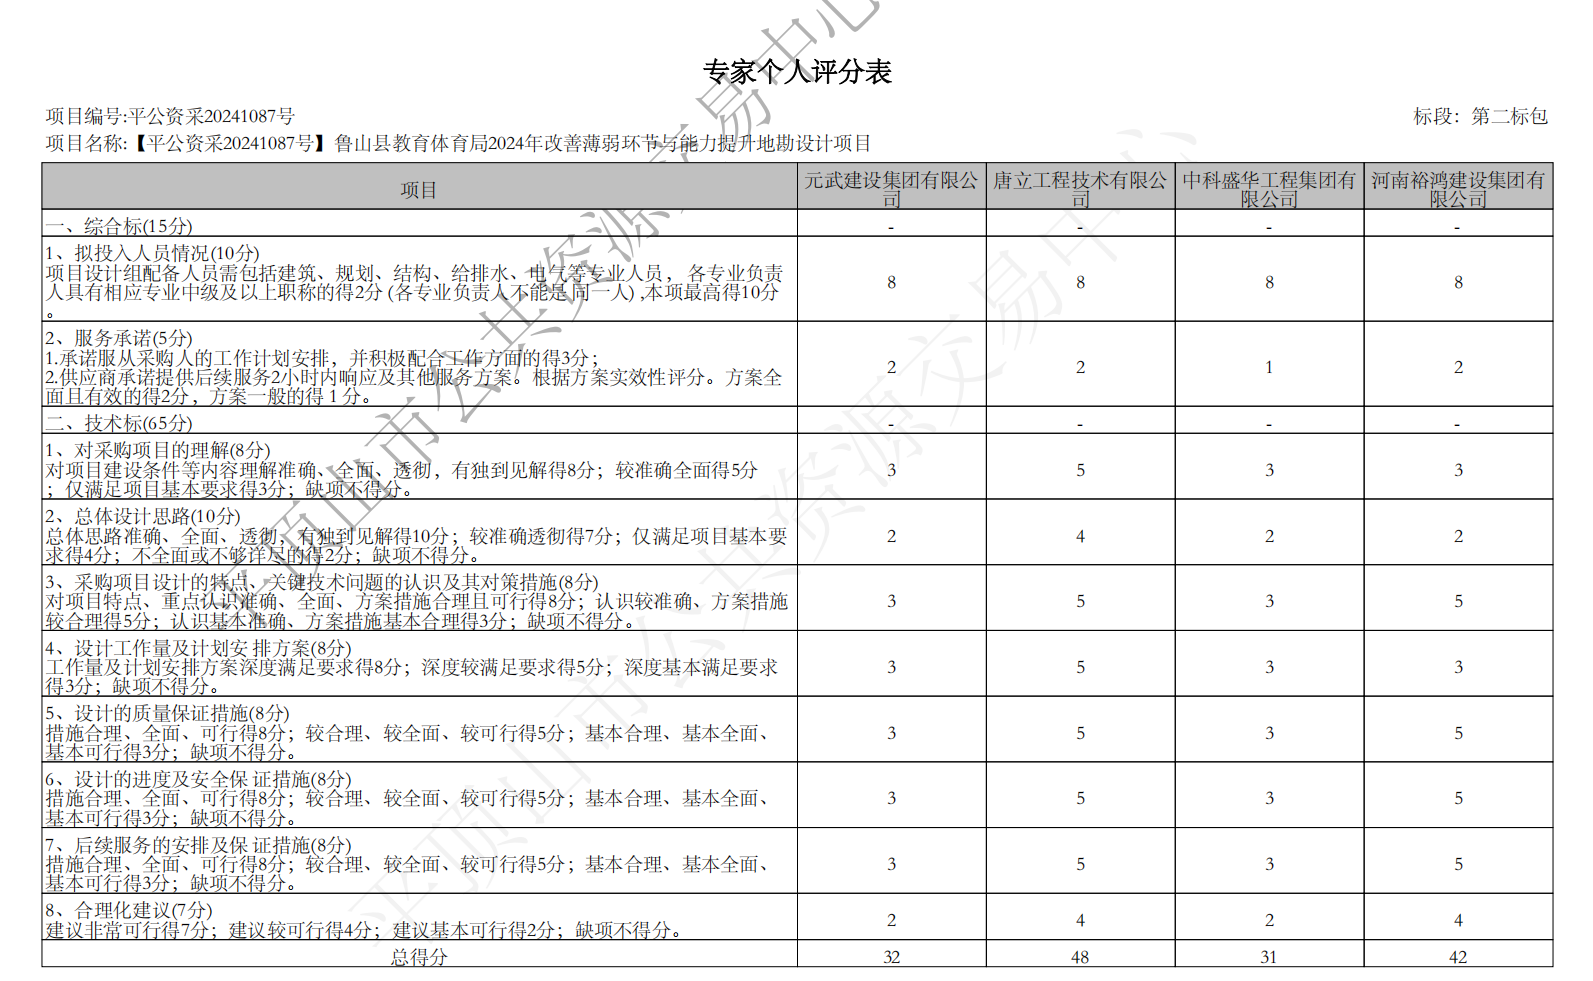 专家个人评分表
项目编号:平公资采20241087号
标段：第二标包
项目名称:【平公资采20241087号】鲁山县教育体育局2024年改善薄弱环节与能力提升地勘设计项目
项目
元武建设集团有限公
司
唐立工程技术有限公
司
中科盛华工程集团有
限公司
河南裕鸿建设集团有
限公司
一、综合标(15分)
- - - -
1、拟投入人员情况(10分)
项目设计组配备人员需包括建筑、规划、结构、给排水、电气等专业人员， 各专业负责
人具有相应专业中级及以上职称的得2分 (各专业负责人不能是同一人) ,本项最高得10分
。
8 8 8 8
2、服务承诺(5分)
1.承诺服从采购人的工作计划安排，并积极配合工作方面的得3分；
2.供应商承诺提供后续服务2小时内响应及其他服务方案。根据方案实效性评分。方案全
面且有效的得2分，方案一般的得 1 分。
2 2 1 2
二、技术标(65分)
- - - -
1、对采购项目的理解(8分)
对项目建设条件等内容理解准确、全面、透彻，有独到见解得8分；较准确全面得5分
；仅满足项目基本要求得3分；缺项不得分。
3 5 3 3
2、总体设计思路(10分)
总体思路准确、全面、透彻，有独到见解得10分；较准确透彻得7分；仅满足项目基本要
求得4分；不全面或不够详尽的得2分；缺项不得分。
2 4 2 2
3、采购项目设计的特点、关键技术问题的认识及其对策措施(8分)
对项目特点、重点认识准确、全面、方案措施合理且可行得8分；认识较准确、方案措施
较合理得5分；认识基本准确、方案措施基本合理得3分；缺项不得分。
3 5 3 5
4、设计工作量及计划安 排方案(8分)
工作量及计划安排方案深度满足要求得8分；深度较满足要求得5分；深度基本满足要求
得3分；缺项不得分。
3 5 3 3
5、设计的质量保证措施(8分)
措施合理、全面、可行得8分；较合理、较全面、较可行得5分；基本合理、基本全面、
基本可行得3分；缺项不得分。
3 5 3 5
6、设计的进度及安全保 证措施(8分)
措施合理、全面、可行得8分；较合理、较全面、较可行得5分；基本合理、基本全面、
基本可行得3分；缺项不得分。
3 5 3 5
7、后续服务的安排及保 证措施(8分)
措施合理、全面、可行得8分；较合理、较全面、较可行得5分；基本合理、基本全面、
基本可行得3分；缺项不得分。
3 5 3 5
8、合理化建议(7分)
建议非常可行得7分；建议较可行得4分；建议基本可行得2分；缺项不得分。
2 4 2 4
总得分
32 48 31 42
平顶山市公共资源交易中心
平顶山市公共资源交易中心